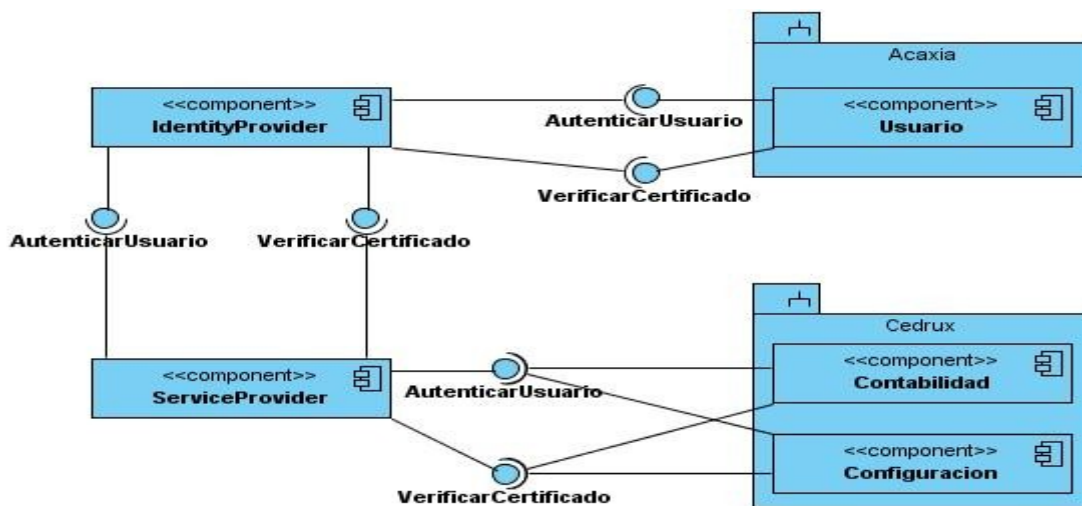 Acaxia
<<component>>
IdentityProvider
AutenticarUsuario
<<component>>
Usuario
VerificarCertificado
AutenticarUsuario
VerificarCertificado
Cedrux
<<component>>
ServiceProvider
AutenticarUsuario
<<component>>
Contabilidad
<<component>>
Configuracion
VerificarCertificado